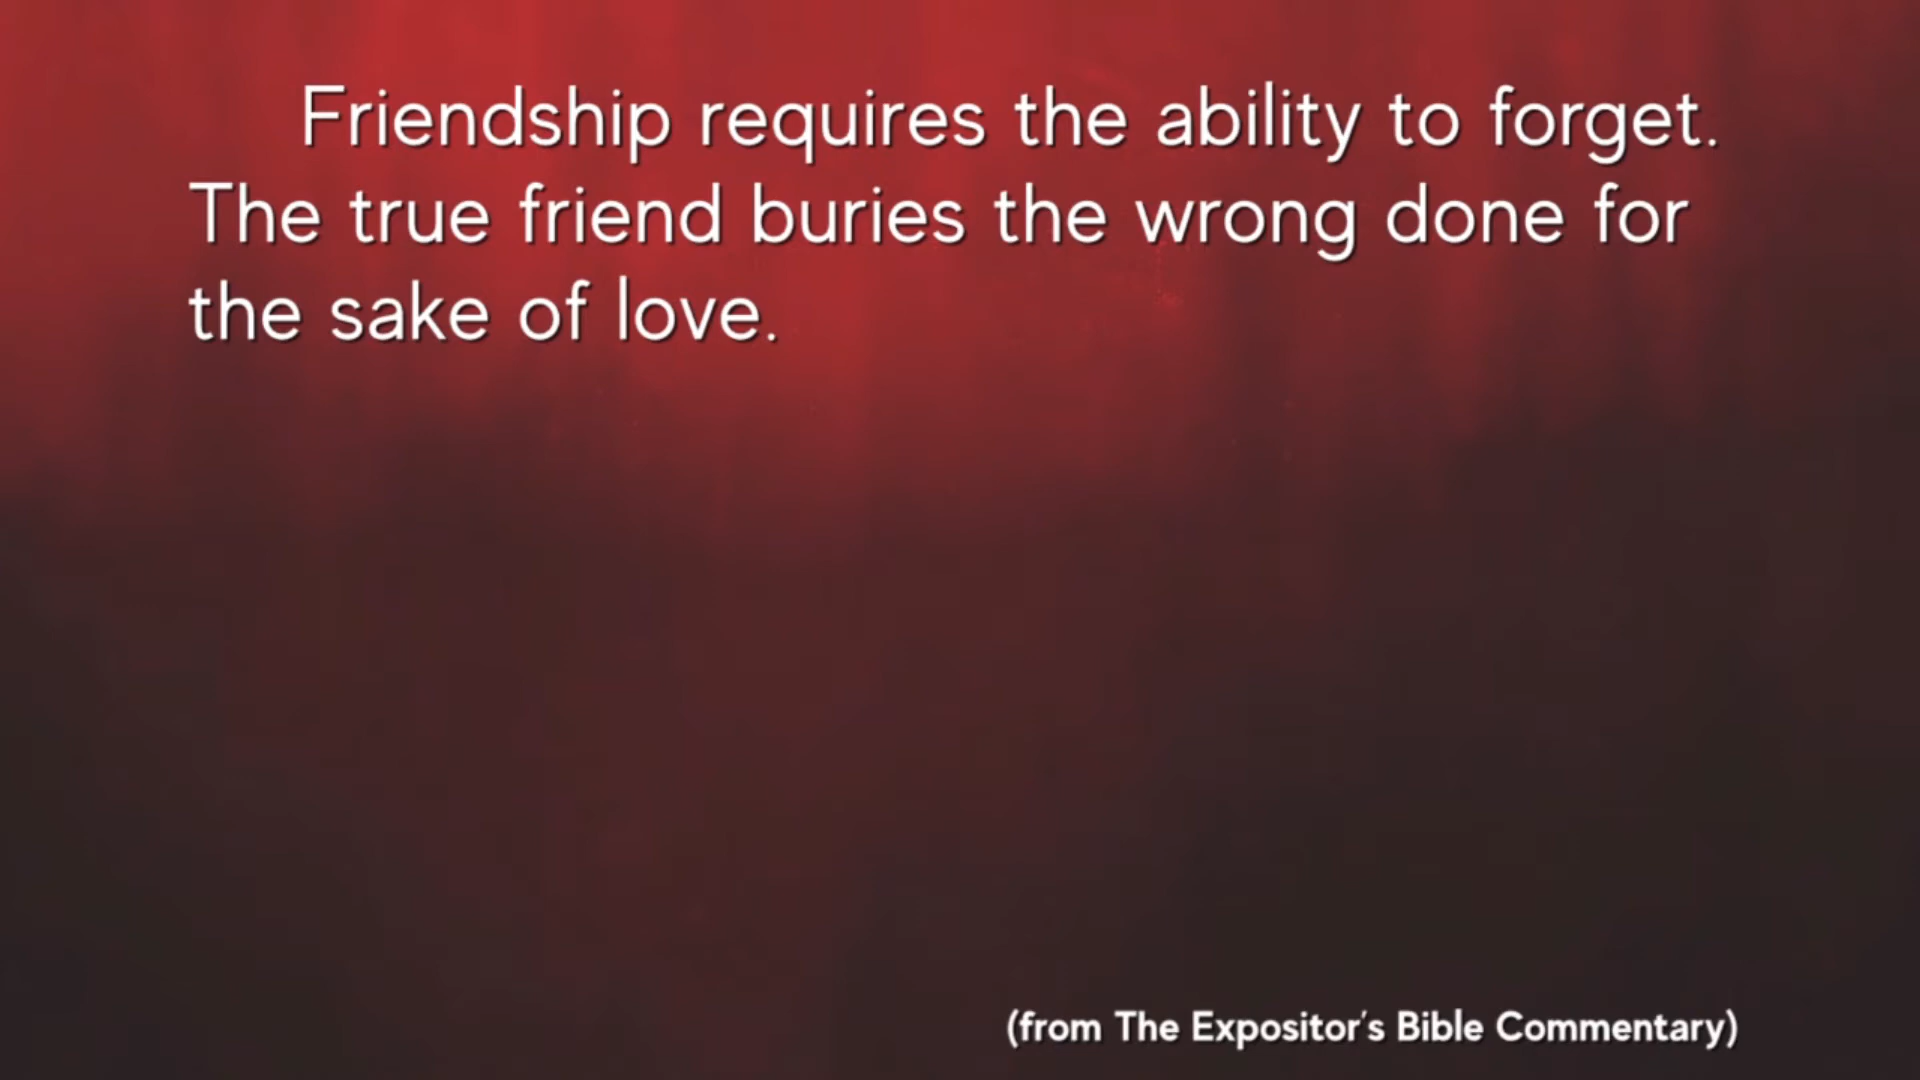 Friendship requires the ability to forget.
The true friend buries the wrong done for
the sake of love.
(from The Expositor's Bible Commentary)